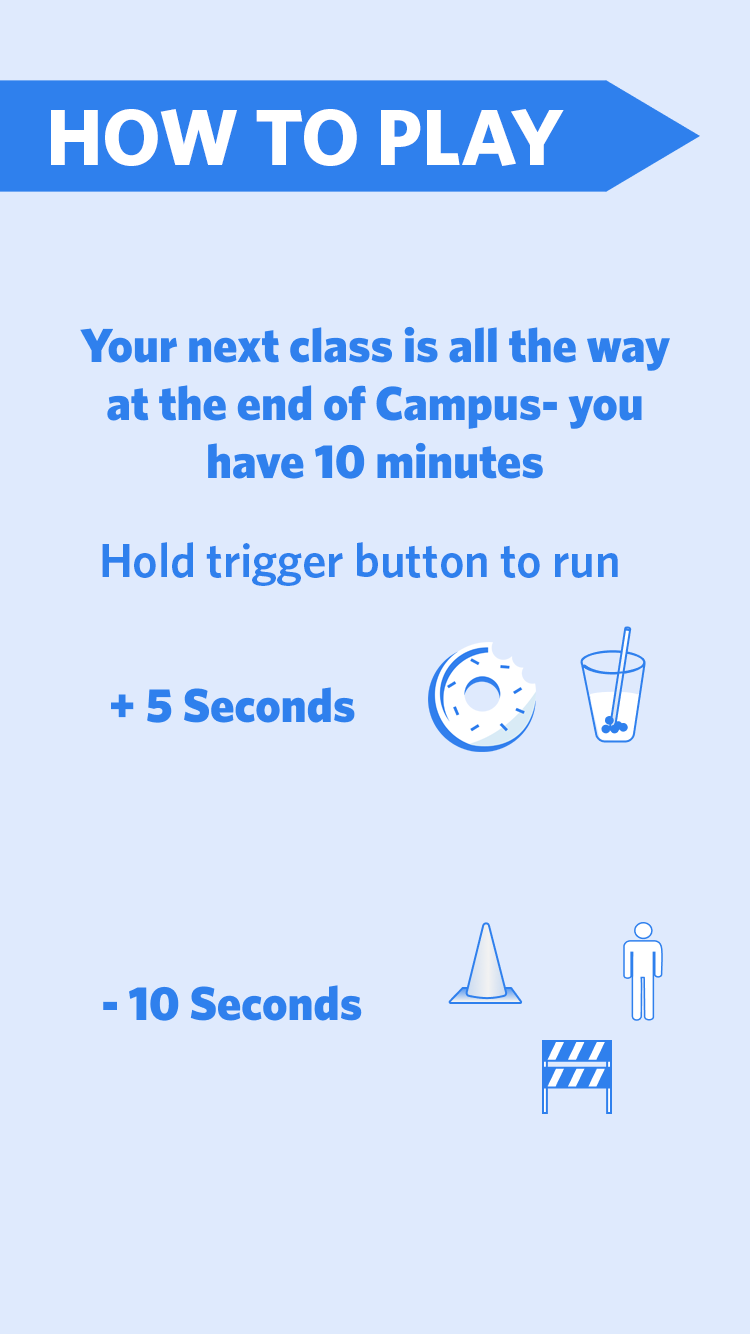 HOW TO PLAY
Your next class is all the way
at the end of Campus- you
have 10 minutes
Hold trigger button to run
+ 5 Seconds
- 10 Seconds